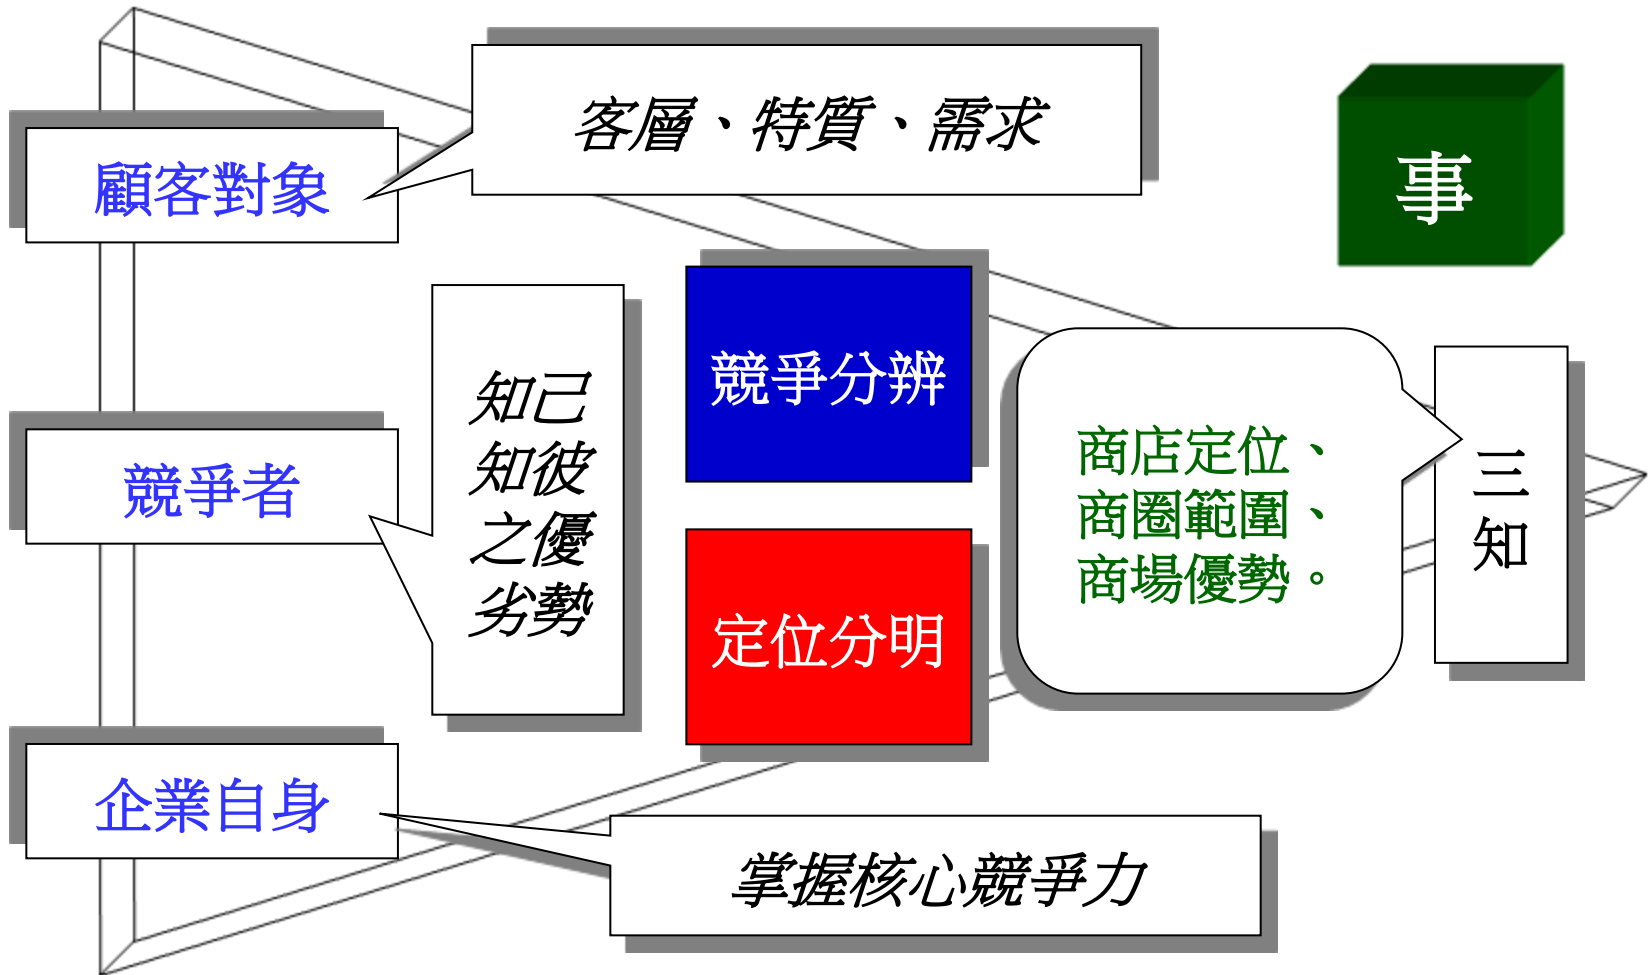 客層、特質、需求
事
顧客對象
競爭分辨
知己
知彼
之優
劣勢
商店定位、
商圈範圍、
商場優勢。
三
知
競爭者
定位分明
企業自身
掌握核心競爭力